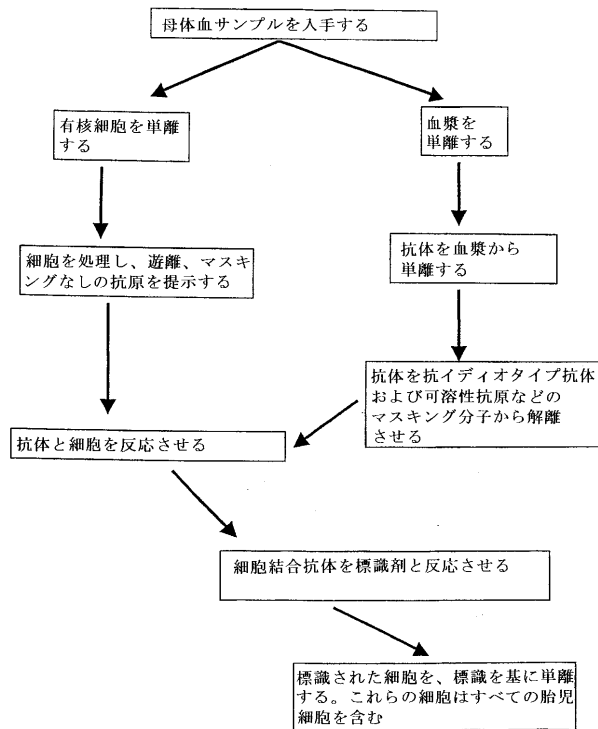 母体血サンプルを入手する
有核細胞を単離
する
血漿を
単離する
細胞を処理し、遊離、マスキ
ングなしの抗原を提示する
抗体を血漿から
単離する
抗体を抗イディオタイプ抗体
および可溶性抗原などの
マスキング分子から解離
させる
抗体と細胞を反応させる
細胞結合抗体を標識剤と反応させる
標識された細胞を、標識を基に単離
する。これらの細胞はすべての胎児
細胞を含む